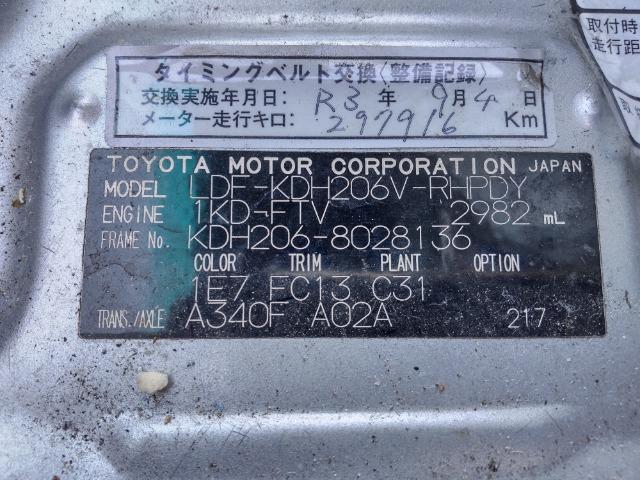 タイミングベルト交換〈整備記録〉
交換実施年月日: R3 年 9月4 日
メーター走行キロ: 297916 Km
取付時
走行距
TOYOTA MOTOR CORPORATION JAPAN
MODEL LDF-KDH206V-RHPDY
ENGINE 1KD-FTV 2982 mL
FRAME No. KDH206-8028136
COLOR TRIM PLANT OPTION
1E7 FC13 C31
TRANS./AXLE A340F A02A 217